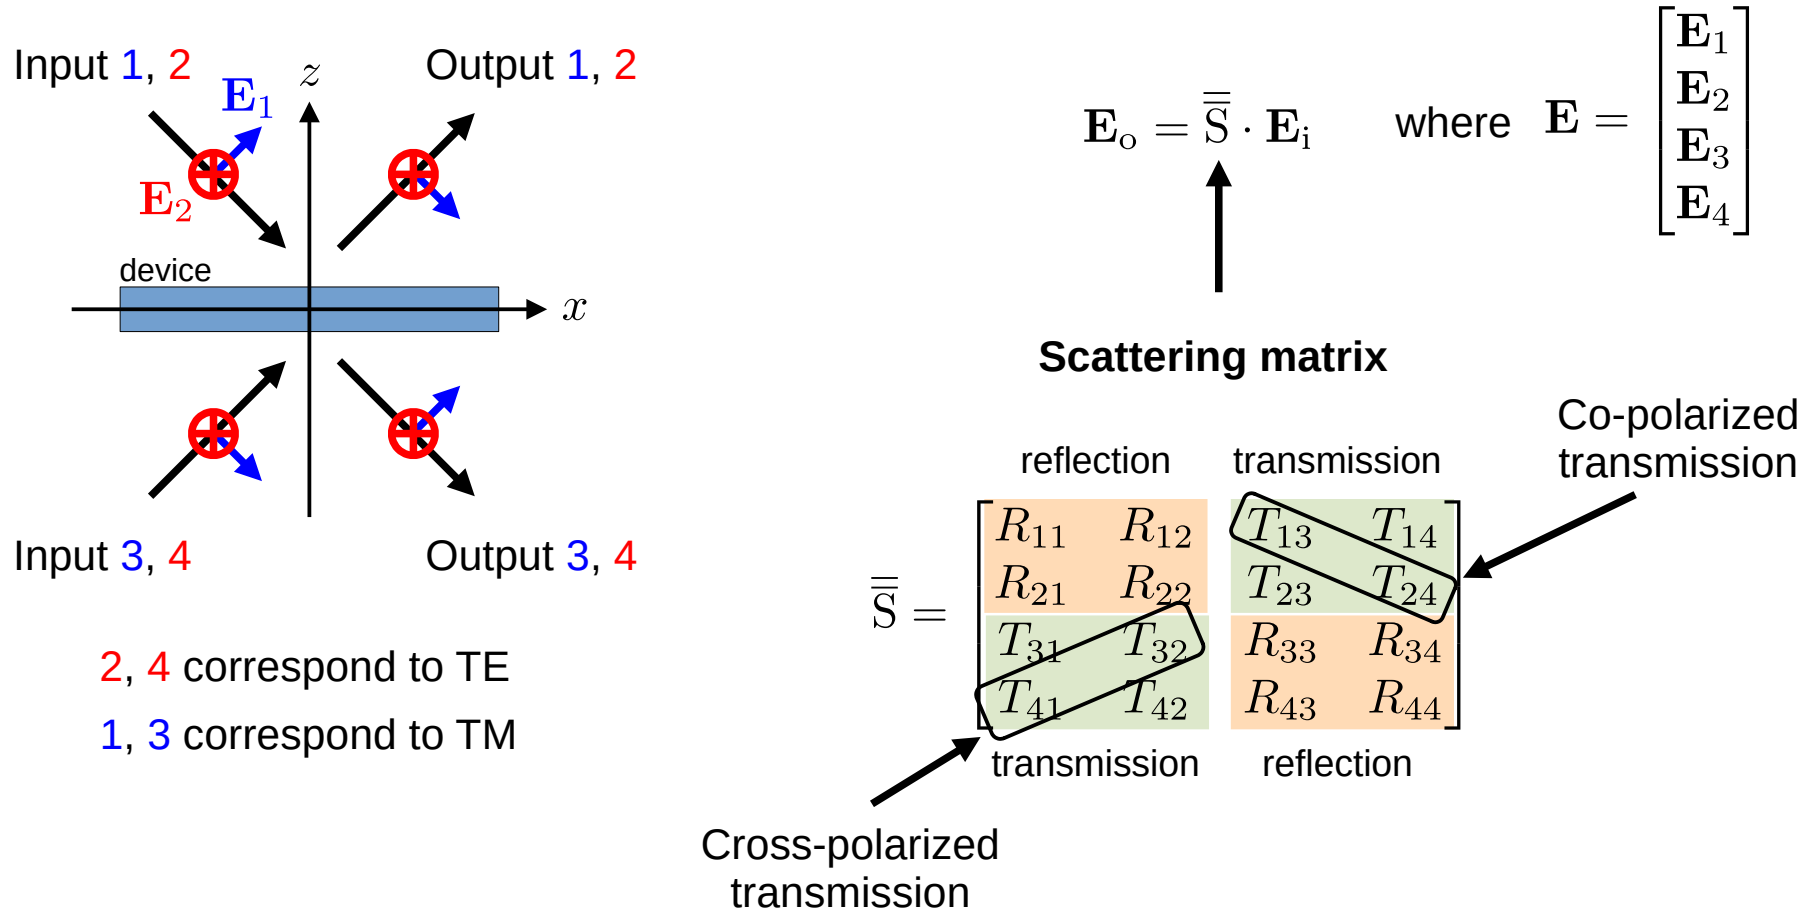 Input 1, 2
Output 1, 2
z
E₁
E₂
device
x
Input 3, 4
Output 3, 4
2, 4 correspond to TE
1, 3 correspond to TM
Eₒ = S̿ · Eᵢ where E = [E₁ E₂ E₃ E₄]
Scattering matrix
Co-polarized
transmission
reflection transmission
S̿ =
R₁₁ R₁₂ T₁₃ T₁₄
R₂₁ R₂₂ T₂₃ T₂₄
T₃₁ T₃₂ R₃₃ R₃₄
T₄₁ T₄₂ R₄₃ R₄₄
transmission reflection
Cross-polarized
transmission